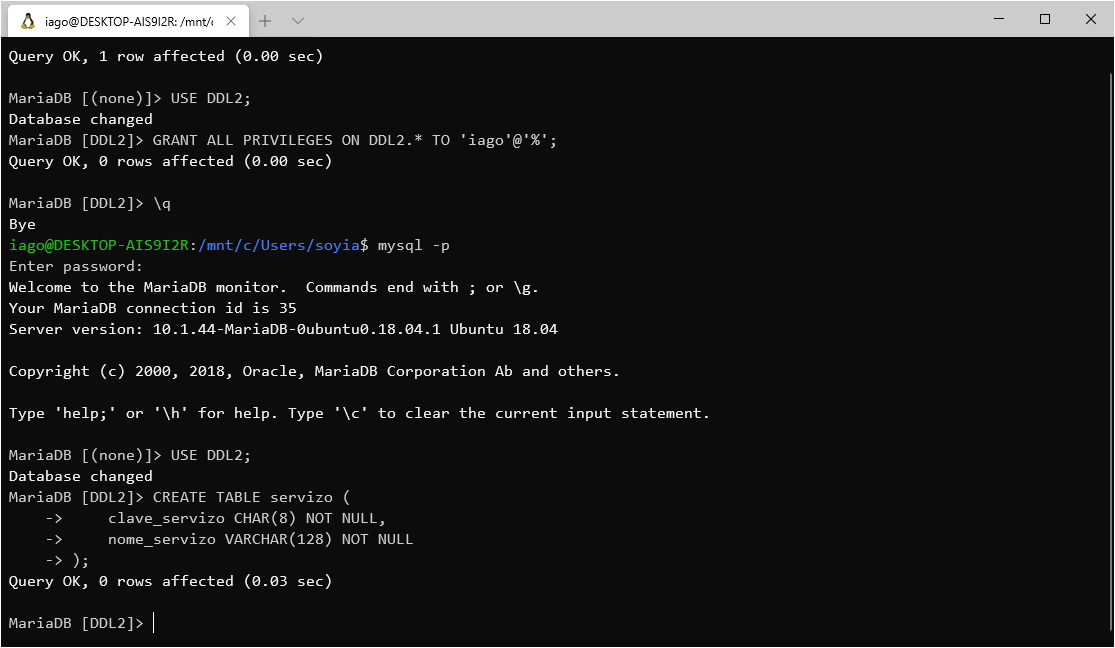 iago@DESKTOP-AIS9I2R: /mnt/c
Query OK, 1 row affected (0.00 sec)
MariaDB [(none)]> USE DDL2;
Database changed
MariaDB [DDL2]> GRANT ALL PRIVILEGES ON DDL2.* TO 'iago'@'%';
Query OK, 0 rows affected (0.00 sec)
MariaDB [DDL2]> \q
Bye
iago@DESKTOP-AIS9I2R:/mnt/c/Users/soyia$ mysql -p
Enter password:
Welcome to the MariaDB monitor.  Commands end with ; or \g.
Your MariaDB connection id is 35
Server version: 10.1.44-MariaDB-0ubuntu0.18.04.1 Ubuntu 18.04
Copyright (c) 2000, 2018, Oracle, MariaDB Corporation Ab and others.
Type 'help;' or '\h' for help. Type '\c' to clear the current input statement.
MariaDB [(none)]> USE DDL2;
Database changed
MariaDB [DDL2]> CREATE TABLE servizo (
    ->     clave_servizo CHAR(8) NOT NULL,
    ->     nome_servizo VARCHAR(128) NOT NULL
    -> );
Query OK, 0 rows affected (0.03 sec)
MariaDB [DDL2]>